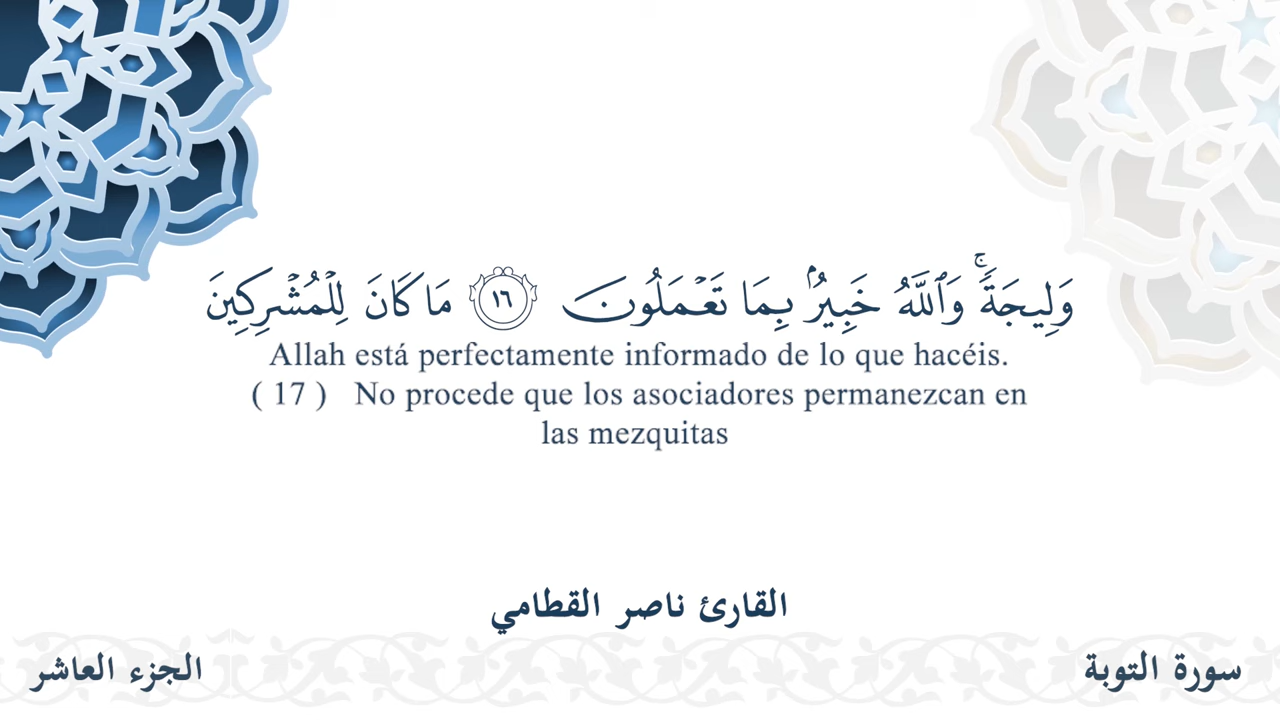 وَلِيجَةًۚ وَٱللَّهُ خَبِيرُۢ بِمَا تَعۡمَلُونَ ١٦ مَا كَانَ لِلۡمُشۡرِكِينَ
Allah está perfectamente informado de lo que hacéis.
( 17 ) No procede que los asociadores permanezcan en
las mezquitas
القارئ ناصر القطامي
سورة التوبة
الجزء العاشر